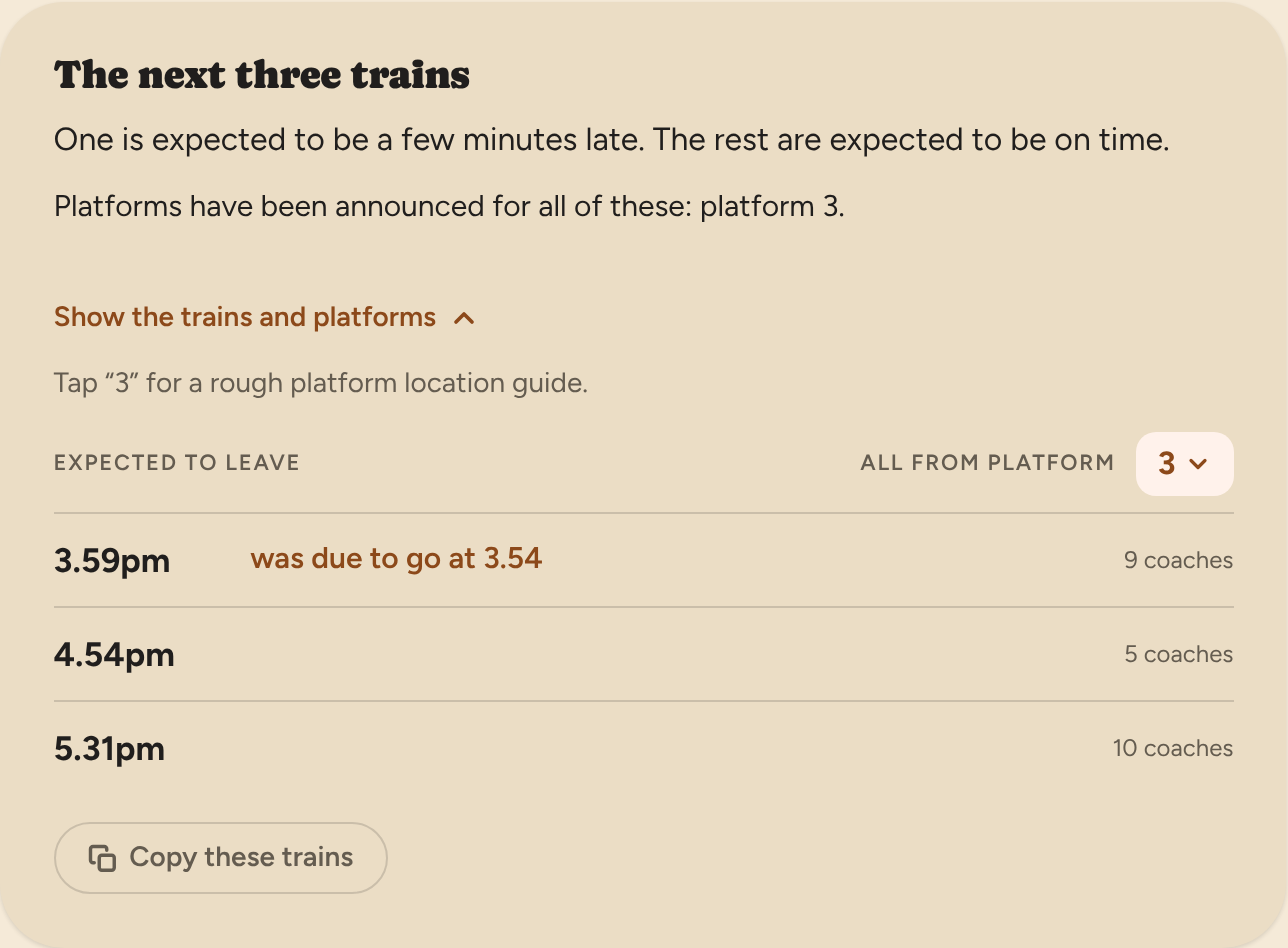 The next three trains
One is expected to be a few minutes late. The rest are expected to be on time.
Platforms have been announced for all of these: platform 3.
Show the trains and platforms
Tap “3” for a rough platform location guide.
EXPECTED TO LEAVE ALL FROM PLATFORM 3
3.59pm was due to go at 3.54 9 coaches
4.54pm 5 coaches
5.31pm 10 coaches
Copy these trains